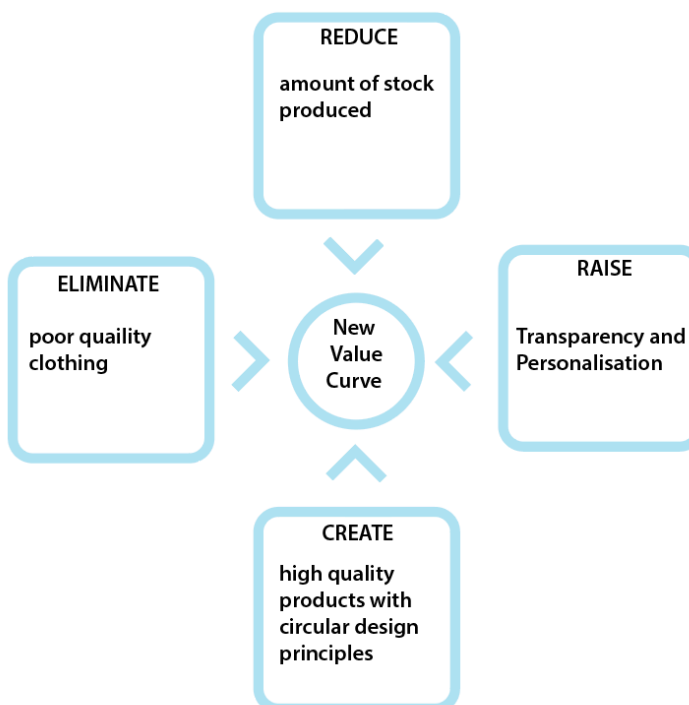 REDUCE
amount of stock
produced
ELIMINATE
poor quaility
clothing
New
Value
Curve
RAISE
Transparency and
Personalisation
CREATE
high quality
products with
circular design
principles